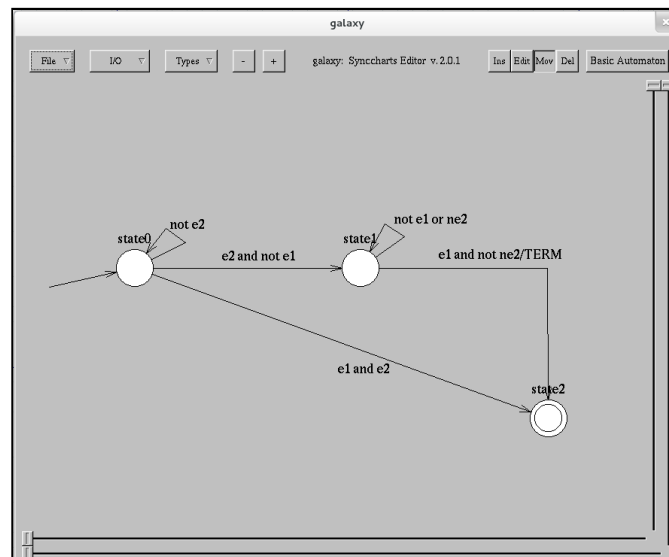 galaxy
File I/O Types - + galaxy: Synccharts Editor v. 2.0.1 Ins Edit Mov Del Basic Automaton
not e2
not e1 or ne2
state0
state1
e2 and not e1
e1 and not ne2/TERM
e1 and e2
state2